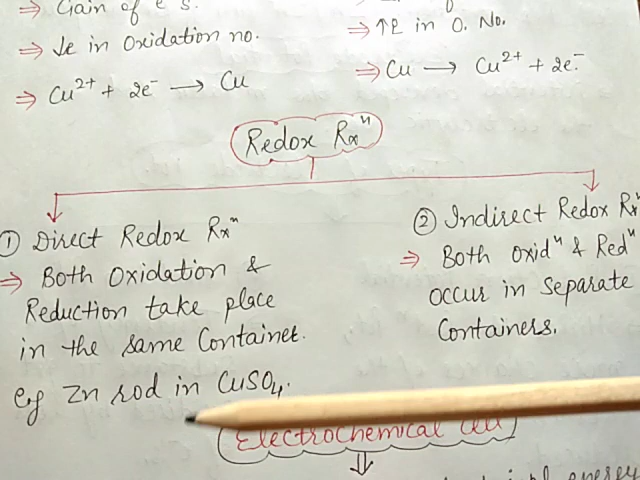 ⇒ Gain of e⁻s.
⇒ ↓e in Oxidation no.
⇒ Cu²⁺ + 2e⁻ → Cu
⇒ ↑e in O. No.
⇒ Cu → Cu²⁺ + 2e⁻.
Redox Rxⁿ
① Direct Redox Rxⁿ
⇒ Both Oxidation &
Reduction take place
in the same Container.
eg Zn rod in CuSO₄.
② Indirect Redox Rxⁿ
⇒ Both Oxidⁿ & Redⁿ
occur in Separate
Containers.
Electrochemical Cell
⇓
energy